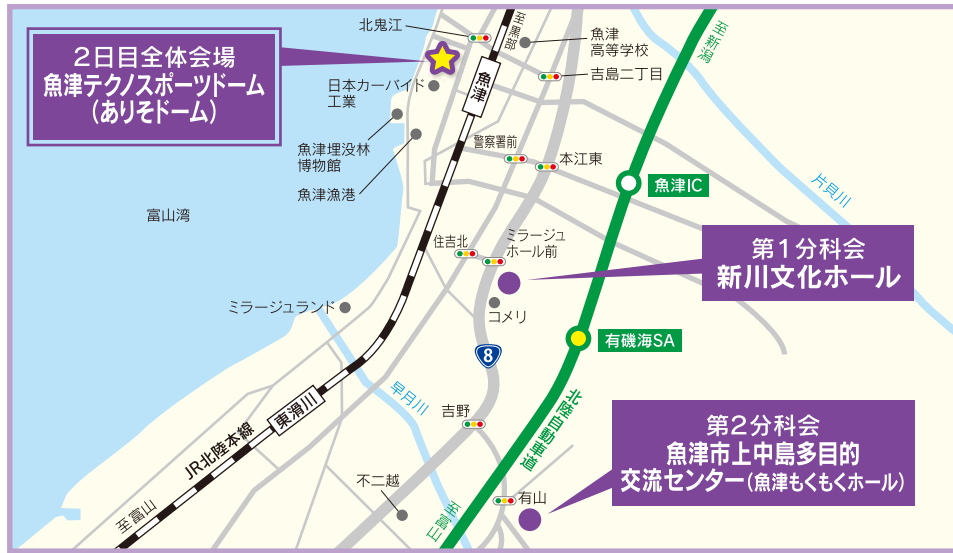 2日目全体会場
魚津テクノスポーツドーム
(ありそドーム)
北鬼江
至黒部
魚津
高等学校
吉島二丁目
至新潟
魚津
日本カーバイド
工業
魚津埋没林
博物館
魚津漁港
警察署前
本江東
魚津IC
片貝川
富山湾
住吉北
ミラージュ
ホール前
第1分科会
新川文化ホール
ミラージュランド
コメリ
8
有磯海SA
東滑川
早月川
吉野
北陸自動車道
JR北陸本線
第2分科会
魚津市上中島多目的
交流センター(魚津もくもくホール)
不二越
有山
至富山
至富山